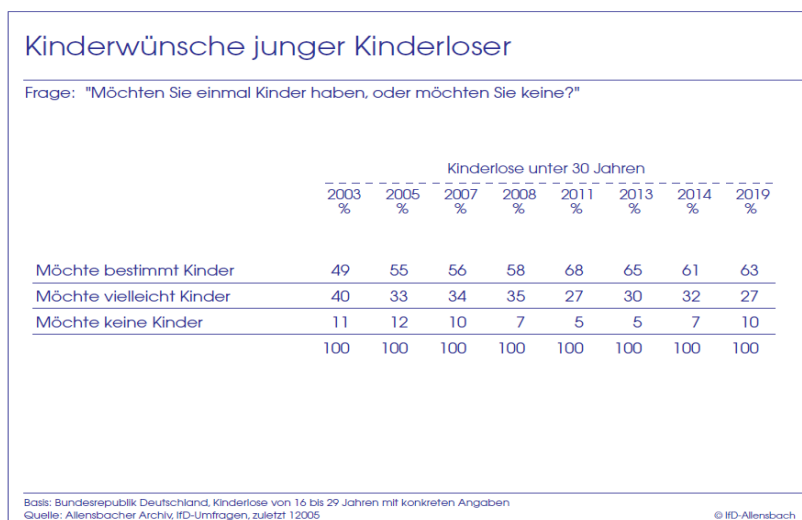 Kinderwünsche junger Kinderloser
Frage: "Möchten Sie einmal Kinder haben, oder möchten Sie keine?"
Kinderlose unter 30 Jahren
2003 2005 2007 2008 2011 2013 2014 2019
% % % % % % % %
Möchte bestimmt Kinder 49 55 56 58 68 65 61 63
Möchte vielleicht Kinder 40 33 34 35 27 30 32 27
Möchte keine Kinder 11 12 10 7 5 5 7 10
100 100 100 100 100 100 100 100
Basis: Bundesrepublik Deutschland, Kinderlose von 16 bis 29 Jahren mit konkreten Angaben
Quelle: Allensbacher Archiv, IfD-Umfragen, zuletzt 12005 © IfD-Allensbach